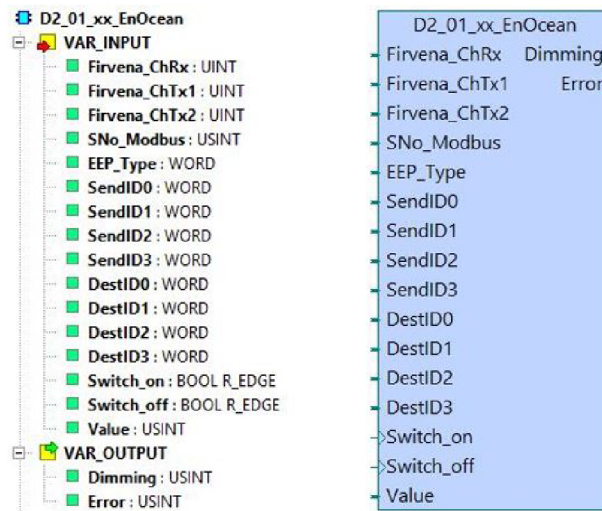 D2_01_xx_EnOcean
VAR_INPUT
Firvena_ChRx : UINT
Firvena_ChTx1 : UINT
Firvena_ChTx2 : UINT
SNo_Modbus : USINT
EEP_Type : WORD
SendID0 : WORD
SendID1 : WORD
SendID2 : WORD
SendID3 : WORD
DestID0 : WORD
DestID1 : WORD
DestID2 : WORD
DestID3 : WORD
Switch_on : BOOL R_EDGE
Switch_off : BOOL R_EDGE
Value : USINT
VAR_OUTPUT
Dimming : USINT
Error : USINT
D2_01_xx_EnOcean
Firvena_ChRx Dimming
Firvena_ChTx1 Error
Firvena_ChTx2
SNo_Modbus
EEP_Type
SendID0
SendID1
SendID2
SendID3
DestID0
DestID1
DestID2
DestID3
Switch_on
Switch_off
Value